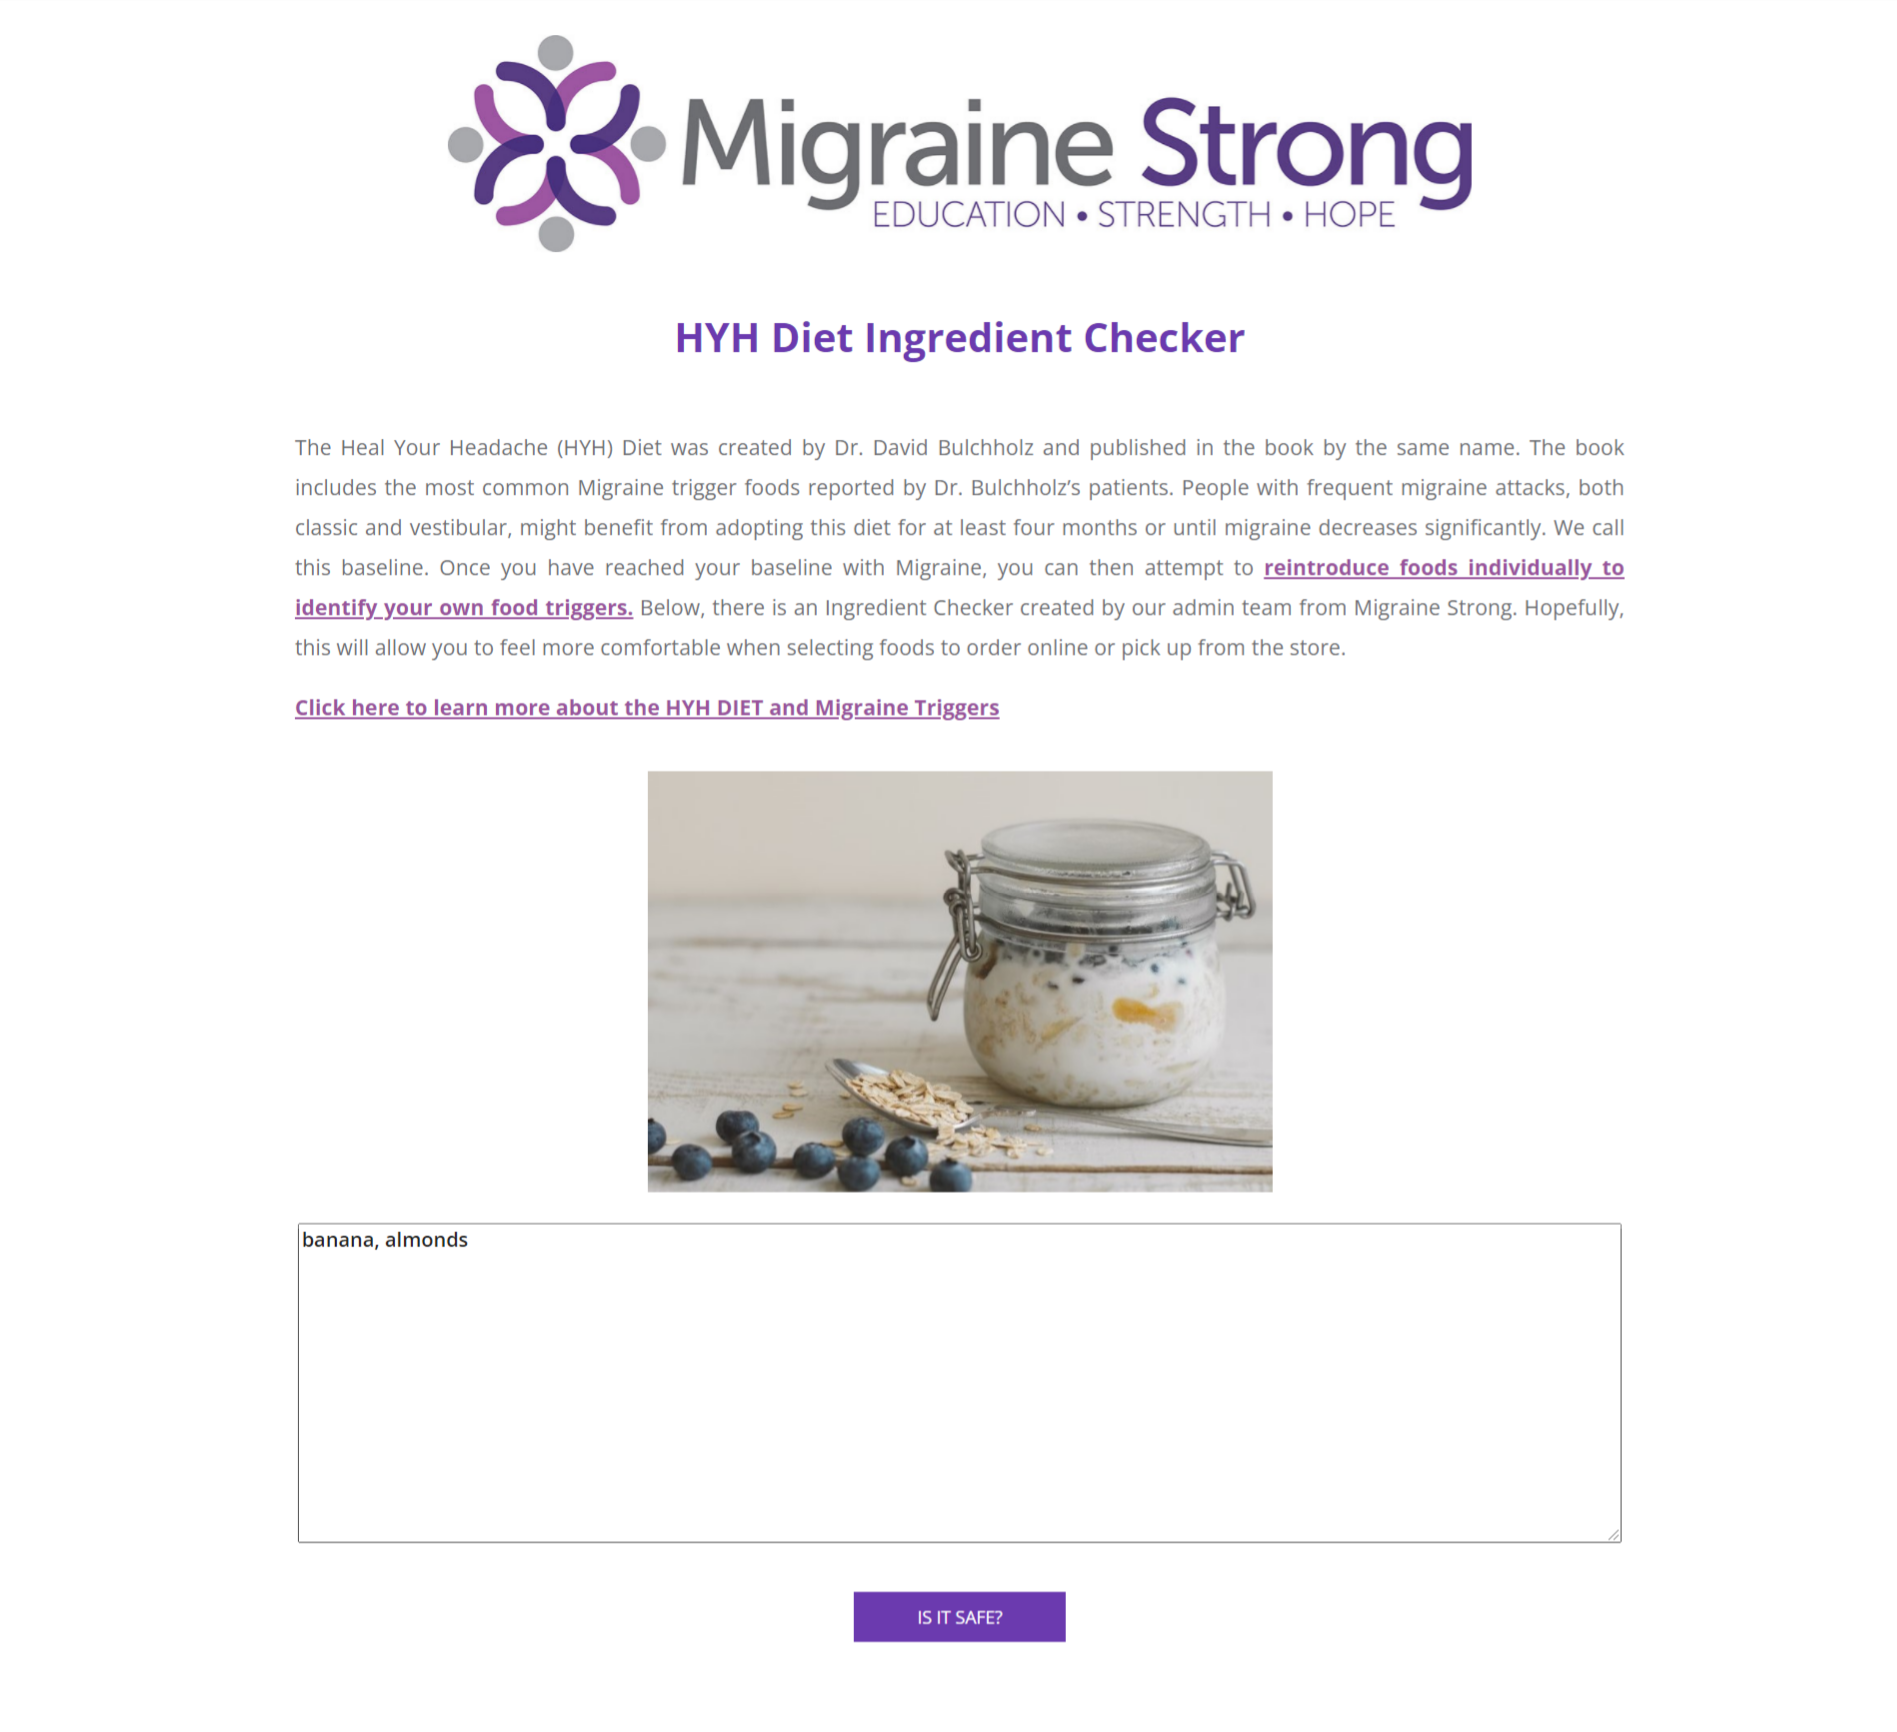 Migraine Strong
EDUCATION • STRENGTH • HOPE
HYH Diet Ingredient Checker
The Heal Your Headache (HYH) Diet was created by Dr. David Bulchholz and published in the book by the same name. The book
includes the most common Migraine trigger foods reported by Dr. Bulchholz’s patients. People with frequent migraine attacks, both
classic and vestibular, might benefit from adopting this diet for at least four months or until migraine decreases significantly. We call
this baseline. Once you have reached your baseline with Migraine, you can then attempt to reintroduce foods individually to
identify your own food triggers. Below, there is an Ingredient Checker created by our admin team from Migraine Strong. Hopefully,
this will allow you to feel more comfortable when selecting foods to order online or pick up from the store.
Click here to learn more about the HYH DIET and Migraine Triggers
banana, almonds
IS IT SAFE?